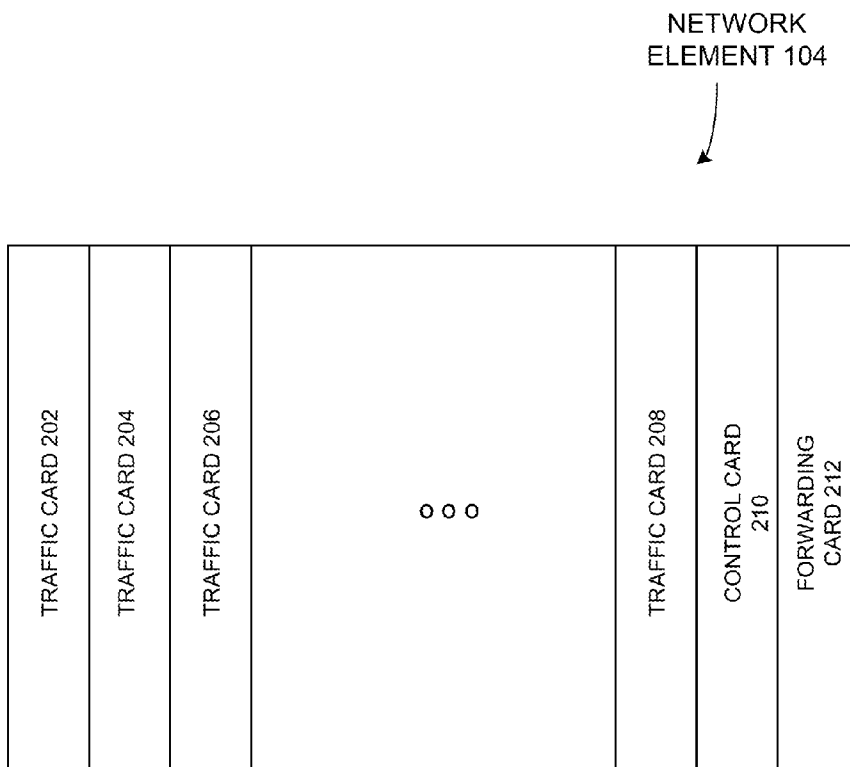 NETWORK
ELEMENT 104
TRAFFIC CARD 202
TRAFFIC CARD 204
TRAFFIC CARD 206
o o o
TRAFFIC CARD 208
CONTROL CARD
210
FORWARDING
CARD 212